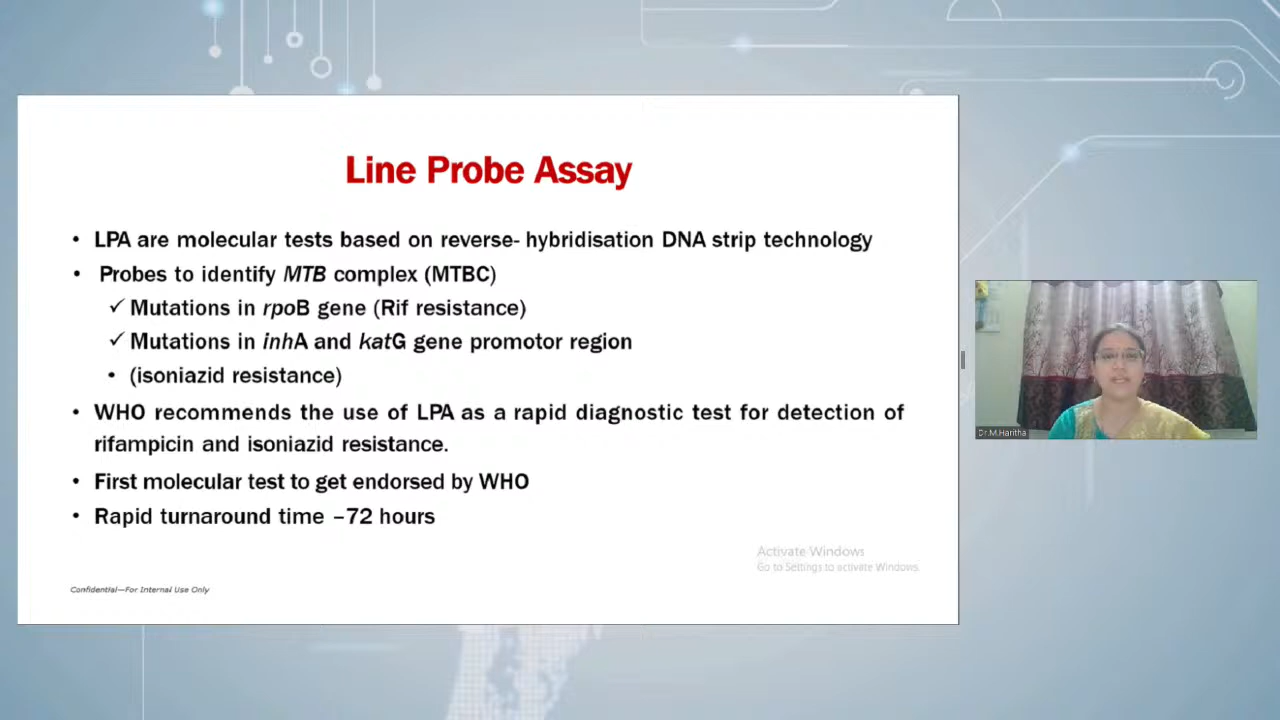 Line Probe Assay
• LPA are molecular tests based on reverse- hybridisation DNA strip technology
• Probes to identify MTB complex (MTBC)
✓ Mutations in rpoB gene (Rif resistance)
✓ Mutations in inhA and katG gene promotor region
• (isoniazid resistance)
• WHO recommends the use of LPA as a rapid diagnostic test for detection of
rifampicin and isoniazid resistance.
• First molecular test to get endorsed by WHO
• Rapid turnaround time –72 hours
Activate Windows
Go to Settings to activate Windows.
Confidential—For Internal Use Only
Dr.M.Haritha